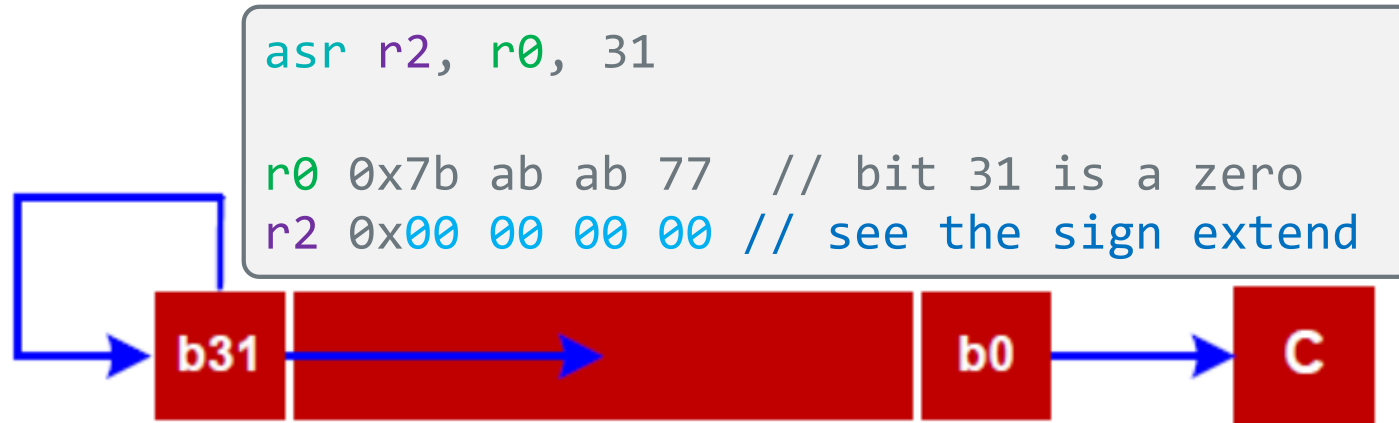 asr r2, r0, 31
r0 0x7b ab ab 77 // bit 31 is a zero
r2 0x00 00 00 00 // see the sign extend
b31 b0 C